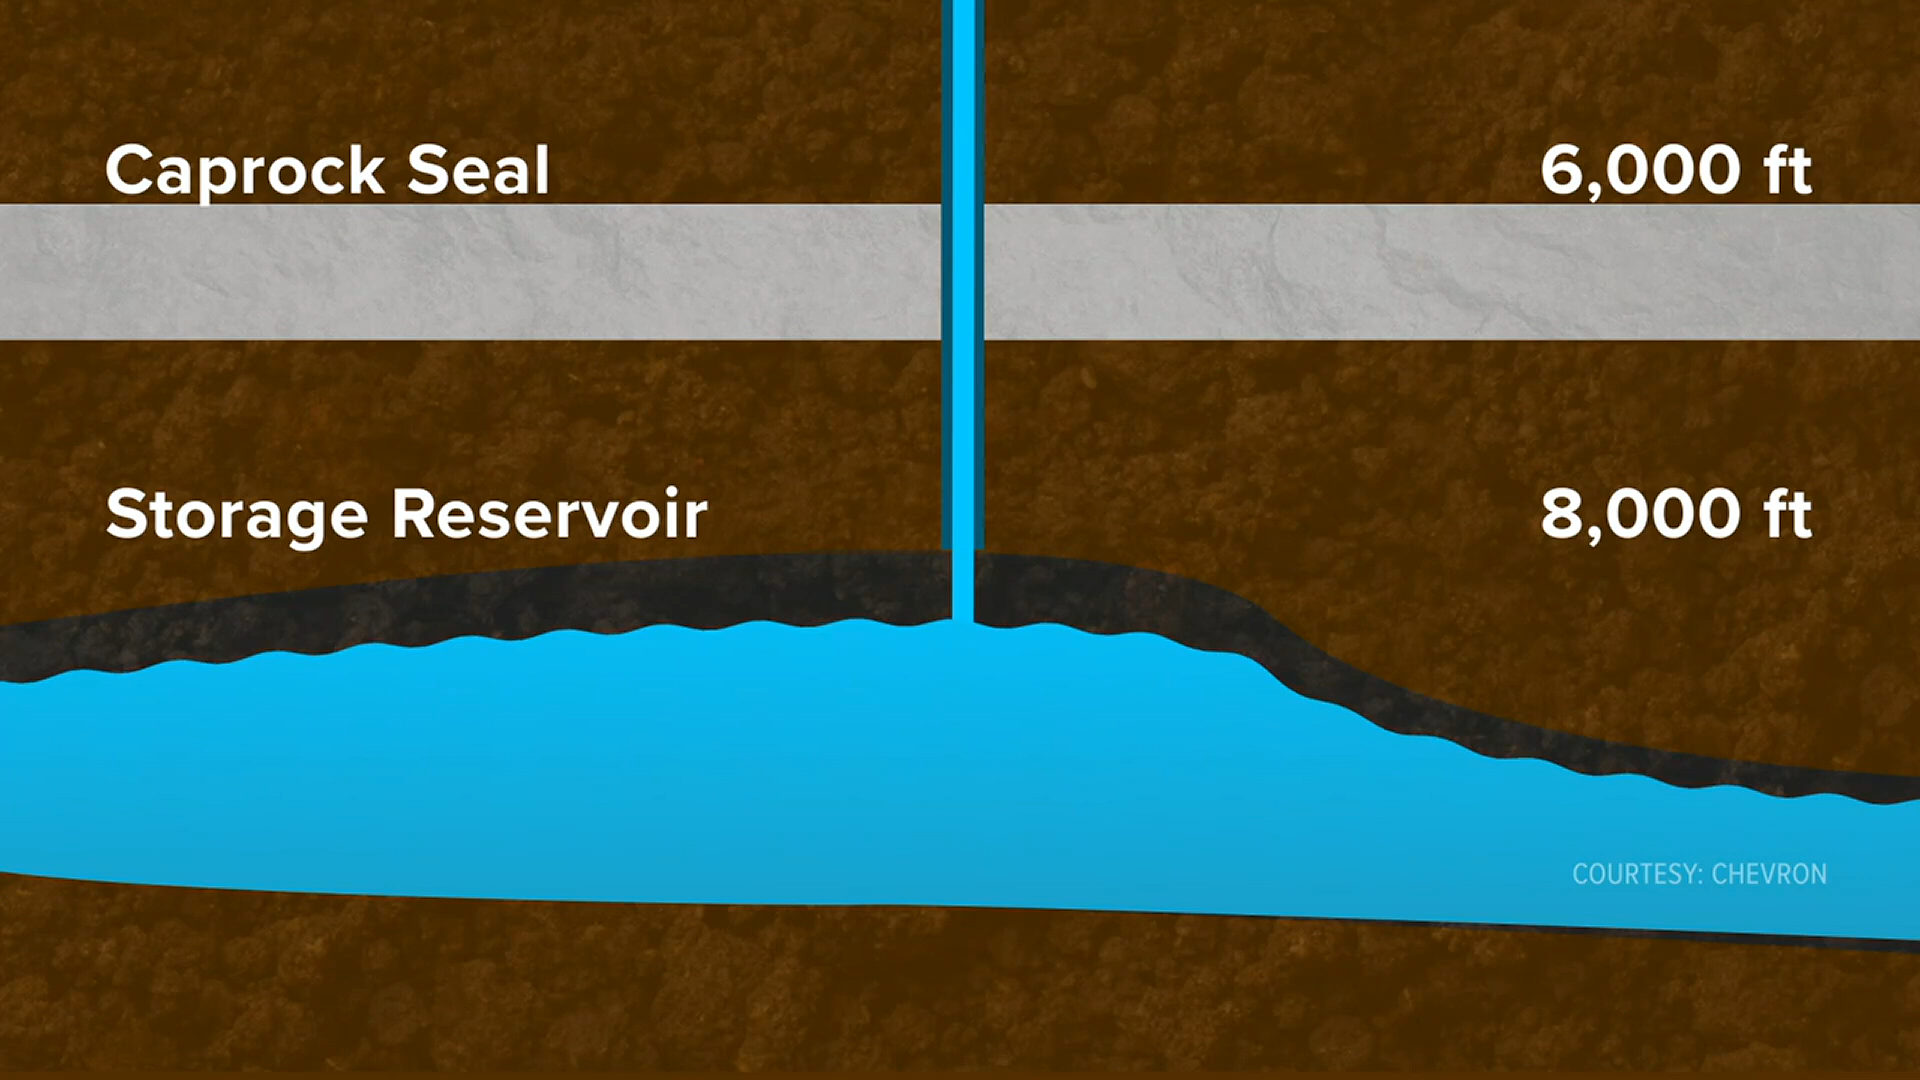 Caprock Seal
6,000 ft
Storage Reservoir
8,000 ft
COURTESY: CHEVRON